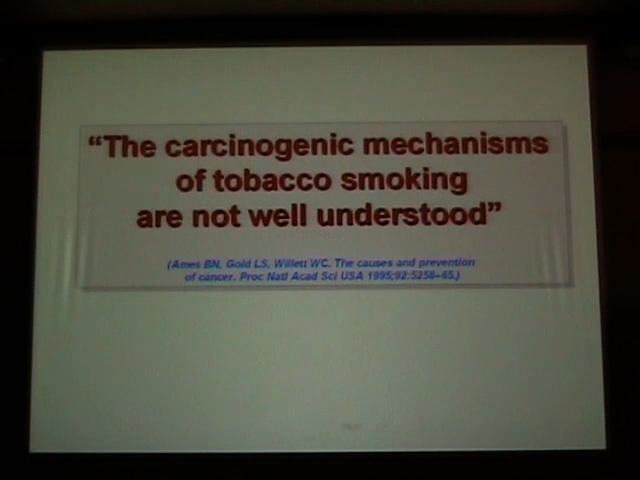 “The carcinogenic mechanisms
of tobacco smoking
are not well understood”
(Ames BN, Gold LS, Willett WC. The causes and prevention
of cancer. Proc Natl Acad Sci USA 1995;92:5258–65.)